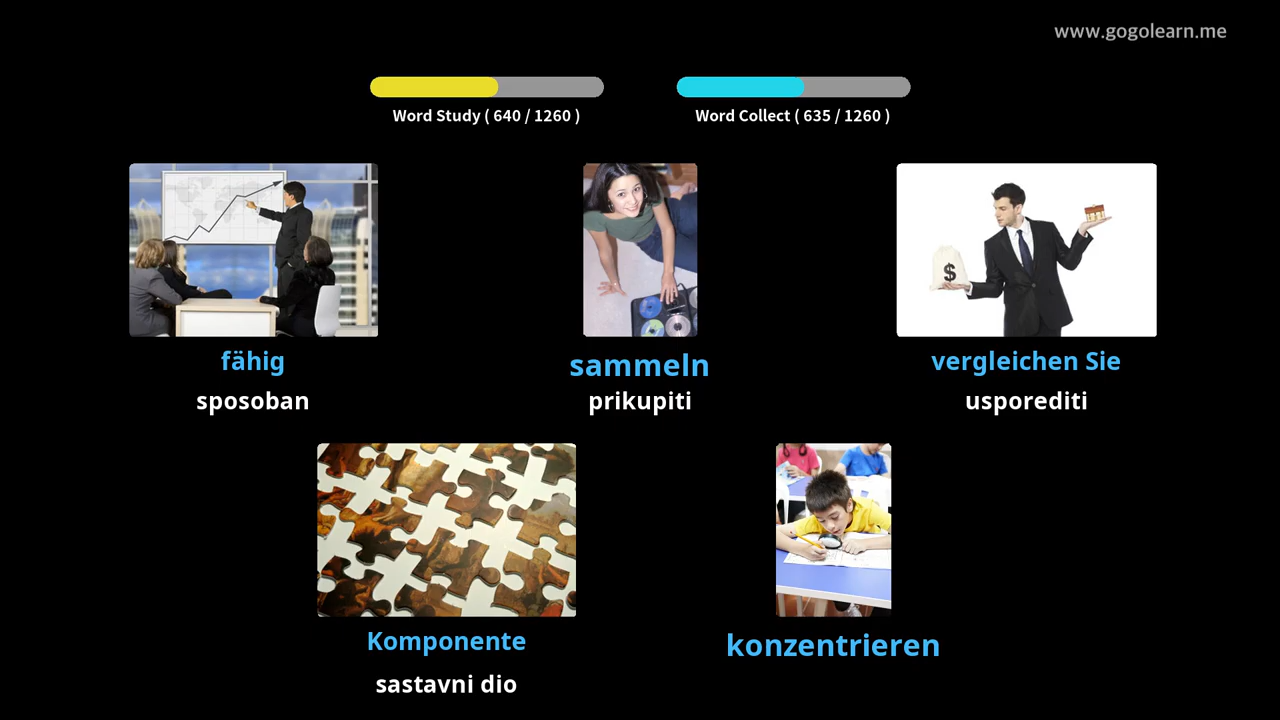 www.gogolearn.me
Word Study ( 640 / 1260 )
Word Collect ( 635 / 1260 )
fähig
sposoban
sammeln
prikupiti
vergleichen Sie
usporediti
$
Komponente
sastavni dio
konzentrieren